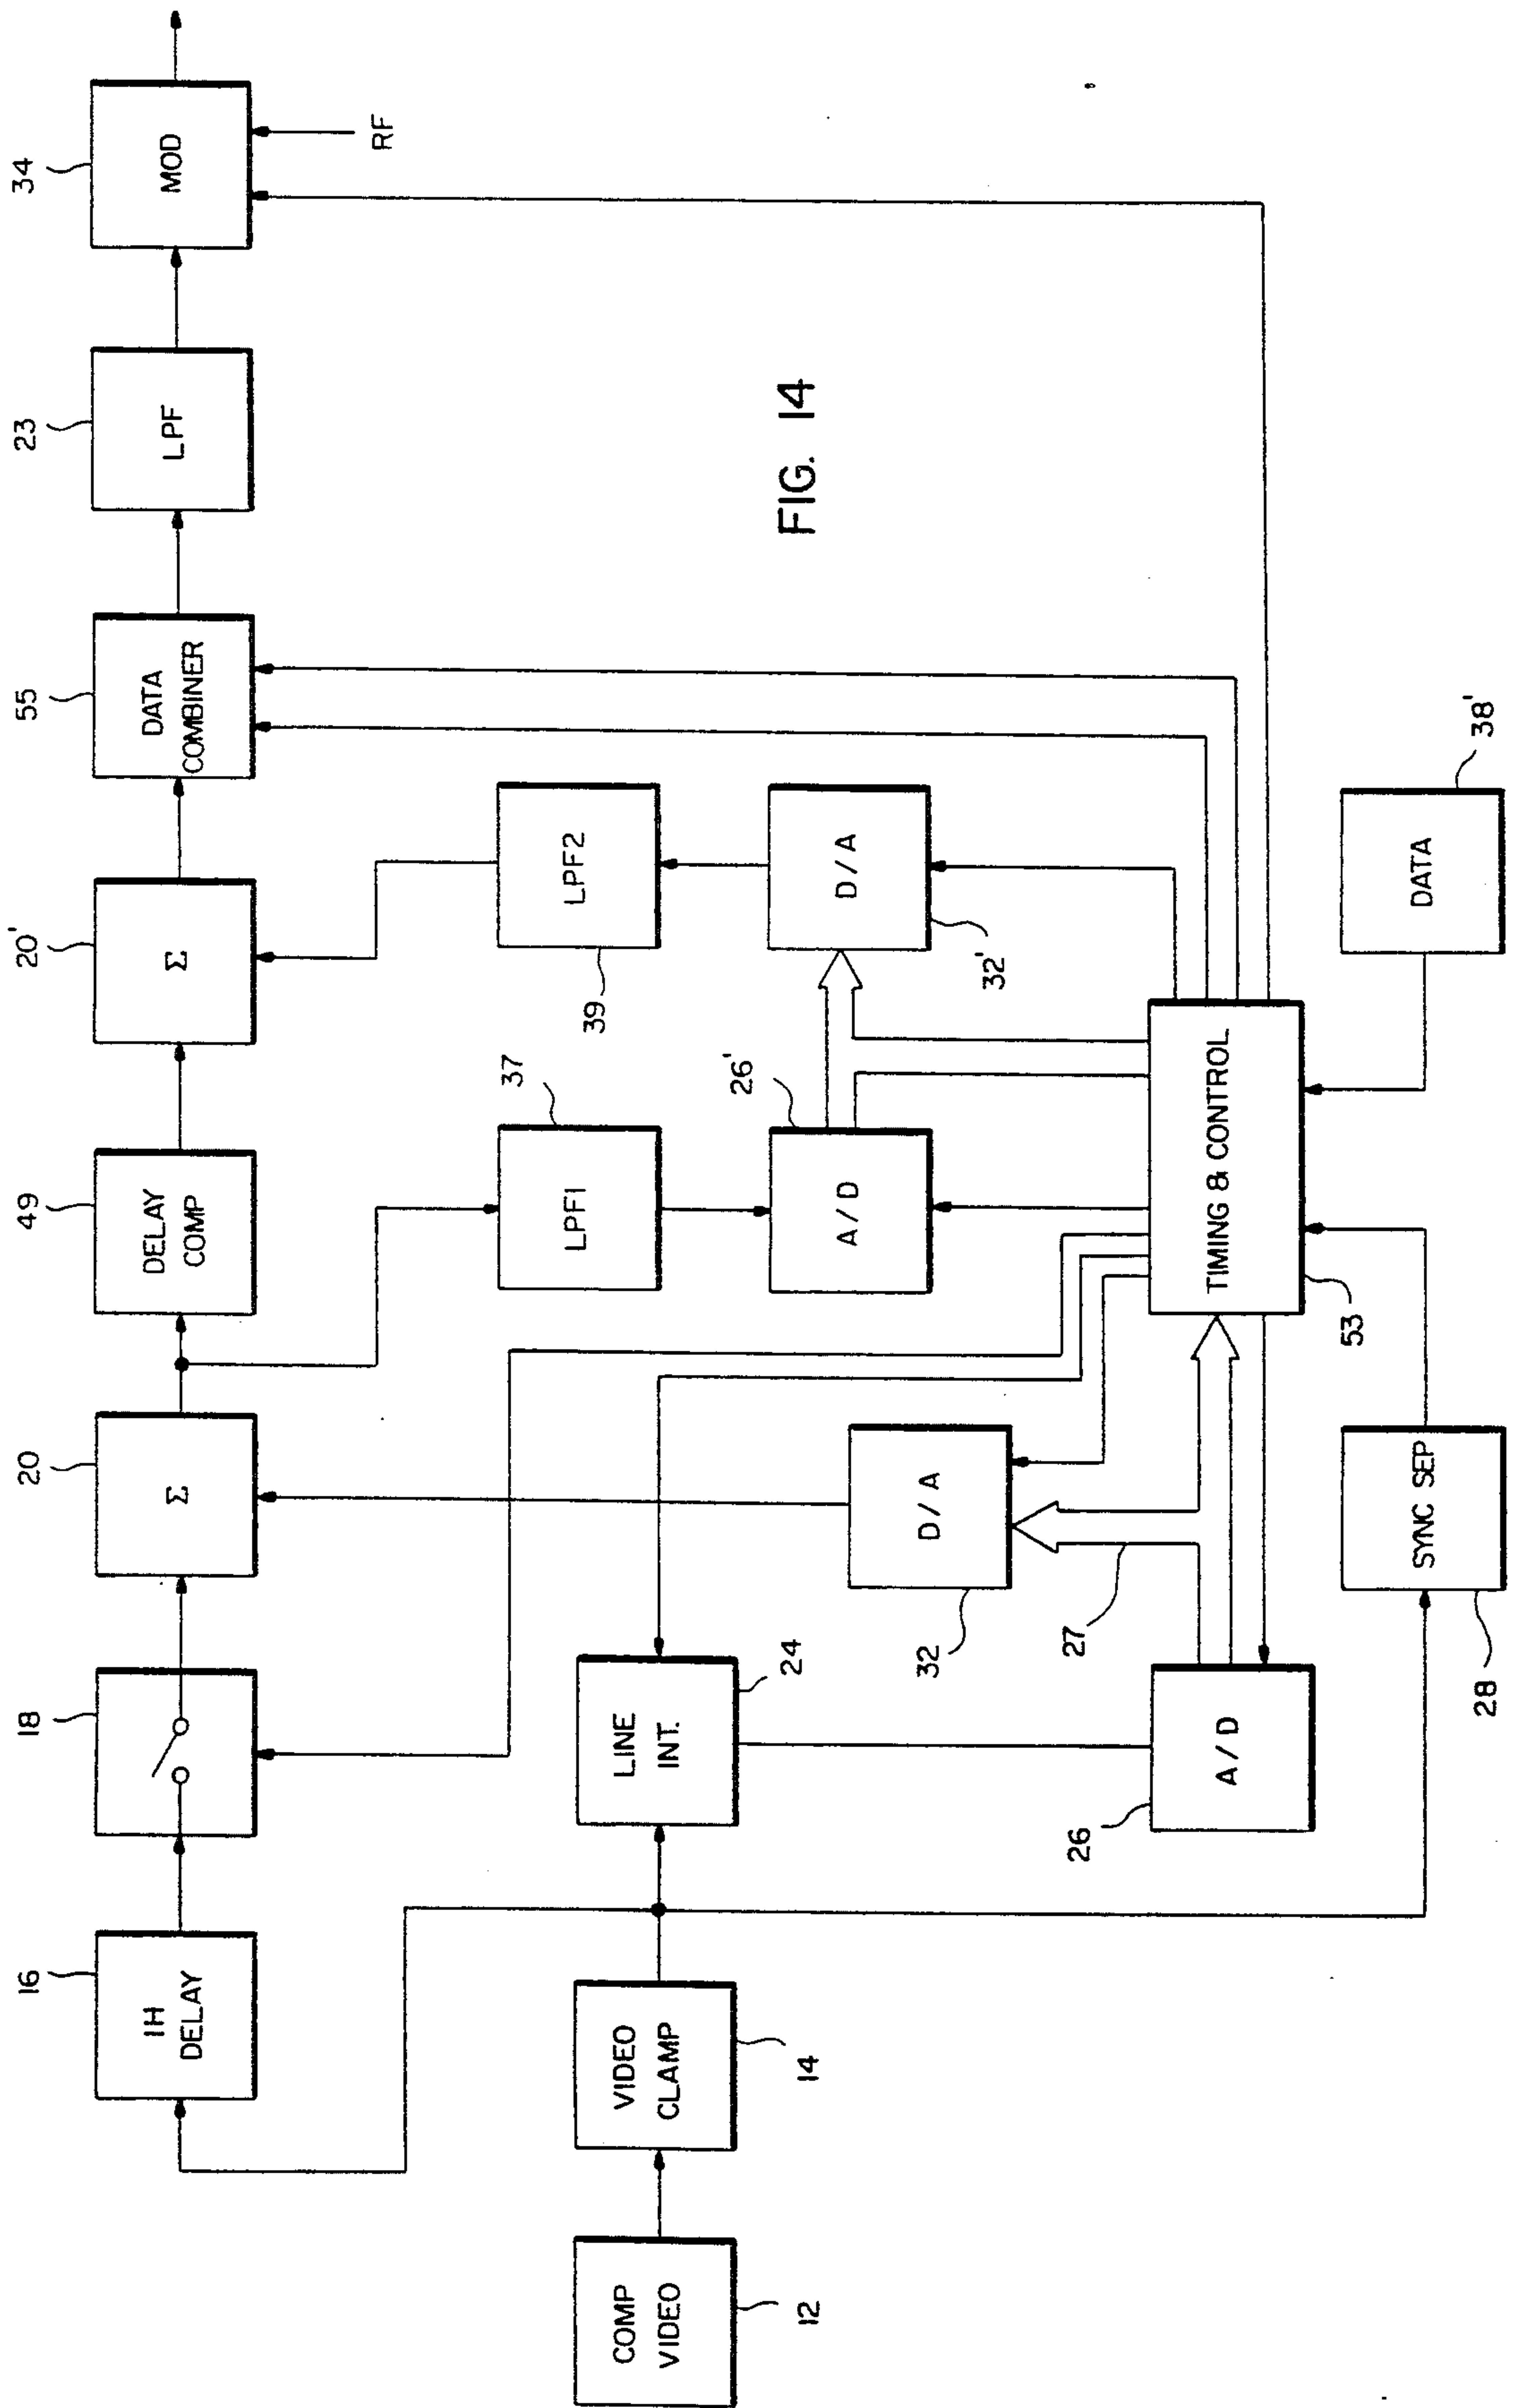 16
1H
DELAY
18
20
Σ
49
DELAY
COMP
20'
Σ
55
DATA
COMBINER
23
LPF
34
MOD
RF
COMP
VIDEO
12
VIDEO
CLAMP
14
LINE
INT.
24
37
LPF1
LPF2
39
D/A
32
26'
A/D
D/A
32'
FIG. 14
27
A/D
26
TIMING & CONTROL
53
SYNC SEP
28
DATA
38'